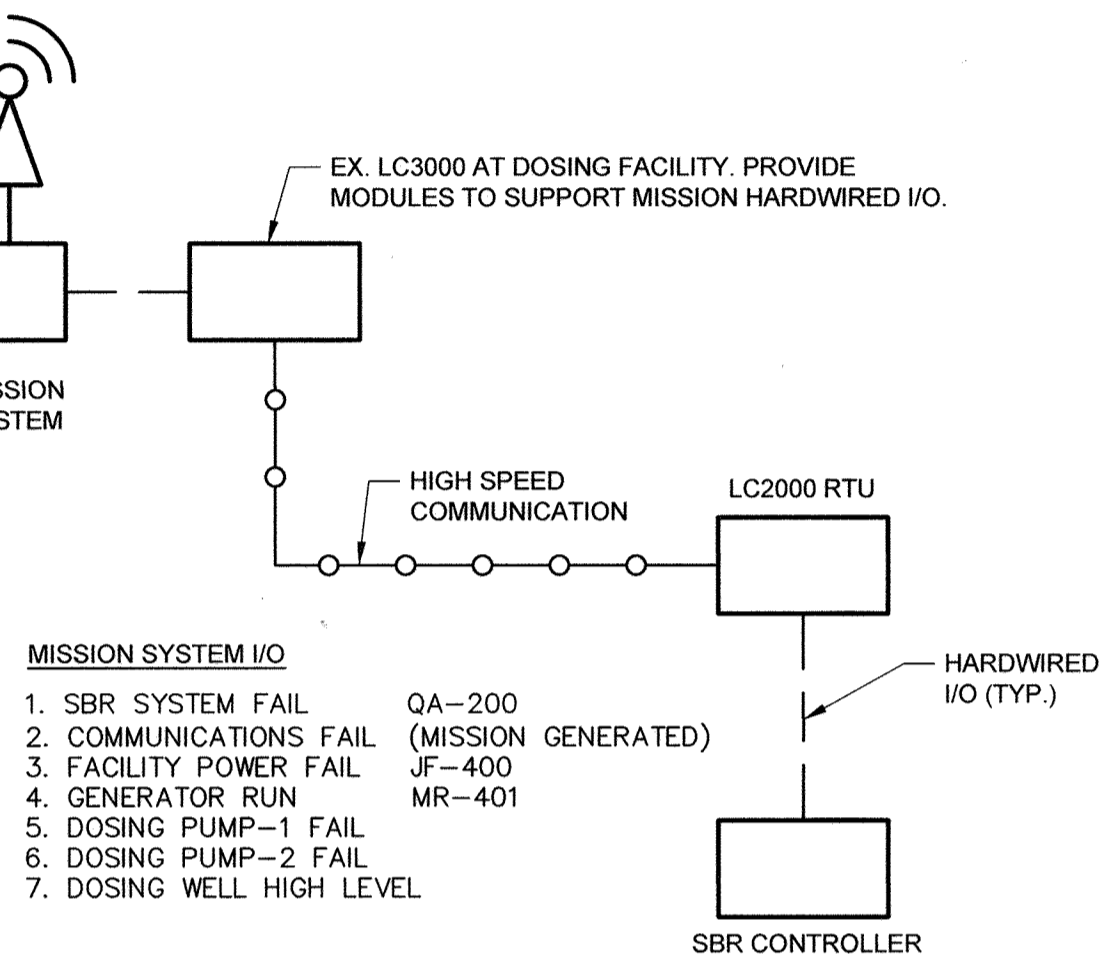 EX. LC3000 AT DOSING FACILITY. PROVIDE
MODULES TO SUPPORT MISSION HARDWIRED I/O.
SSION
STEM
HIGH SPEED
COMMUNICATION
LC2000 RTU
HARDWIRED
I/O (TYP.)
MISSION SYSTEM I/O
1. SBR SYSTEM FAIL QA-200
2. COMMUNICATIONS FAIL (MISSION GENERATED)
3. FACILITY POWER FAIL JF-400
4. GENERATOR RUN MR-401
5. DOSING PUMP-1 FAIL
6. DOSING PUMP-2 FAIL
7. DOSING WELL HIGH LEVEL
SBR CONTROLLER